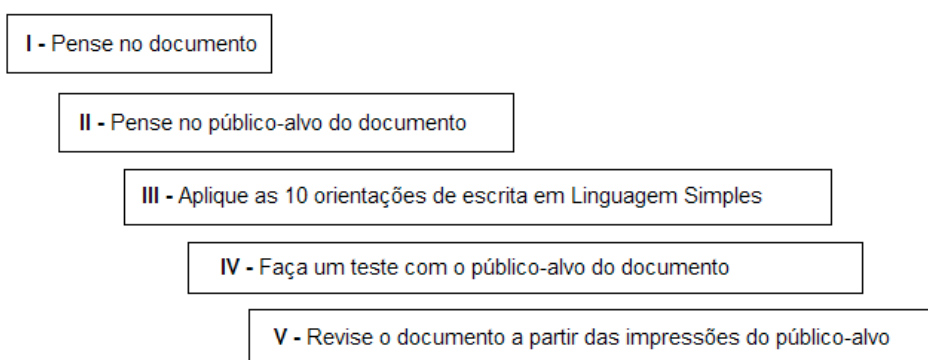 I - Pense no documento
II - Pense no público-alvo do documento
III - Aplique as 10 orientações de escrita em Linguagem Simples
IV - Faça um teste com o público-alvo do documento
V - Revise o documento a partir das impressões do público-alvo